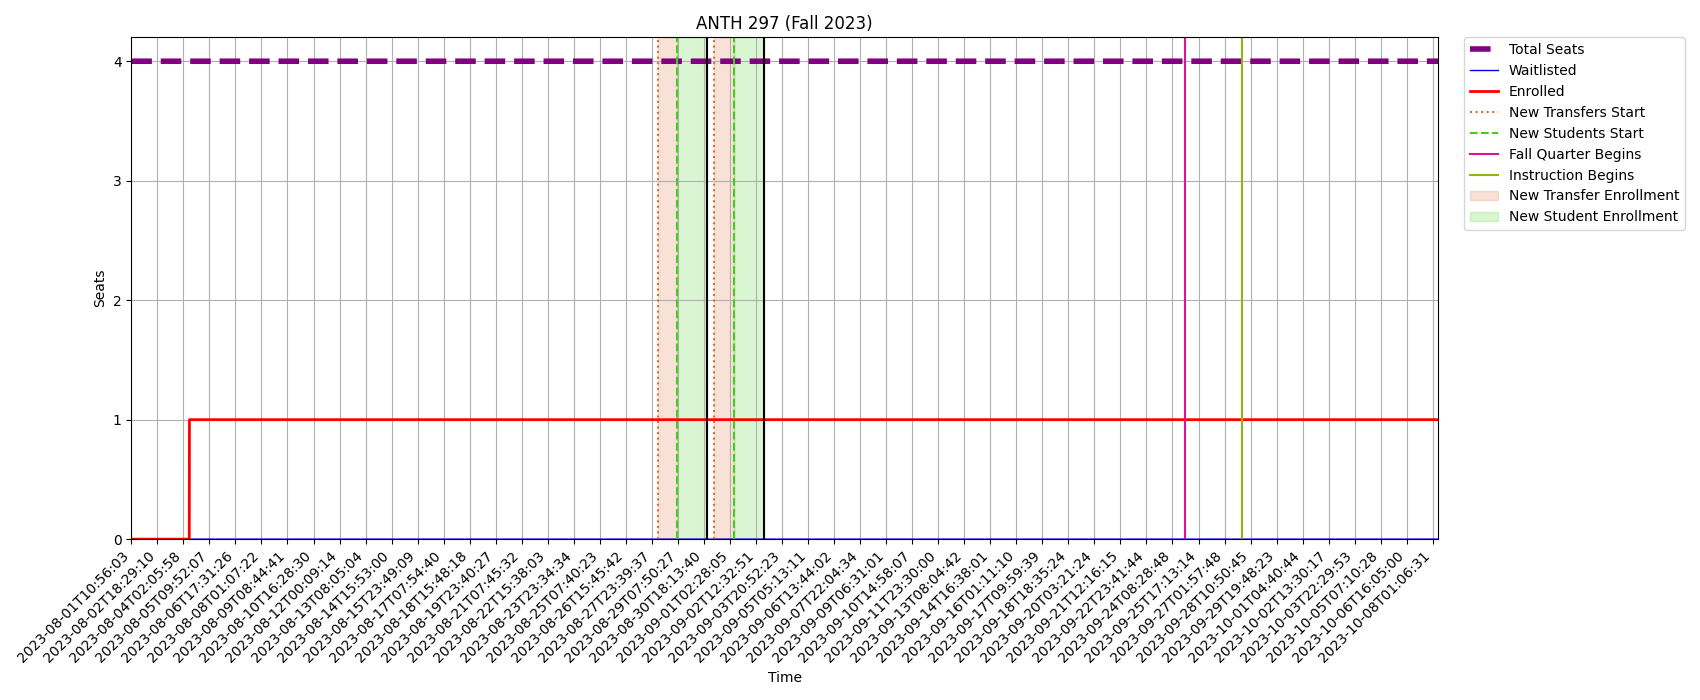 ANTH 297 (Fall 2023)
4
3
2
1
0
Seats
2023-08-01T10:56:03
2023-08-02T18:29:10
2023-08-04T02:05:58
2023-08-05T09:52:07
2023-08-06T17:31:26
2023-08-08T01:07:22
2023-08-09T08:44:41
2023-08-10T16:28:30
2023-08-12T00:09:14
2023-08-13T08:05:04
2023-08-14T15:53:00
2023-08-15T23:49:09
2023-08-17T07:54:40
2023-08-18T15:48:18
2023-08-19T23:40:27
2023-08-21T07:45:32
2023-08-22T15:38:03
2023-08-23T23:34:34
2023-08-25T07:40:23
2023-08-26T15:45:42
2023-08-27T23:39:37
2023-08-29T07:50:27
2023-08-30T18:13:40
2023-09-01T02:28:05
2023-09-02T12:32:51
2023-09-03T20:52:23
2023-09-05T05:13:11
2023-09-06T13:44:02
2023-09-07T22:04:34
2023-09-09T06:31:01
2023-09-10T14:58:07
2023-09-11T23:30:00
2023-09-13T08:04:42
2023-09-14T16:38:01
2023-09-16T01:11:10
2023-09-17T09:59:39
2023-09-18T18:35:24
2023-09-20T03:21:24
2023-09-21T12:16:15
2023-09-22T23:41:44
2023-09-24T08:28:48
2023-09-25T17:13:14
2023-09-27T01:57:48
2023-09-28T10:50:45
2023-09-29T19:48:23
2023-10-01T04:40:44
2023-10-02T13:30:17
2023-10-03T22:29:53
2023-10-05T07:10:28
2023-10-06T16:05:00
2023-10-08T01:06:31
Time
Total Seats
Waitlisted
Enrolled
New Transfers Start
New Students Start
Fall Quarter Begins
Instruction Begins
New Transfer Enrollment
New Student Enrollment